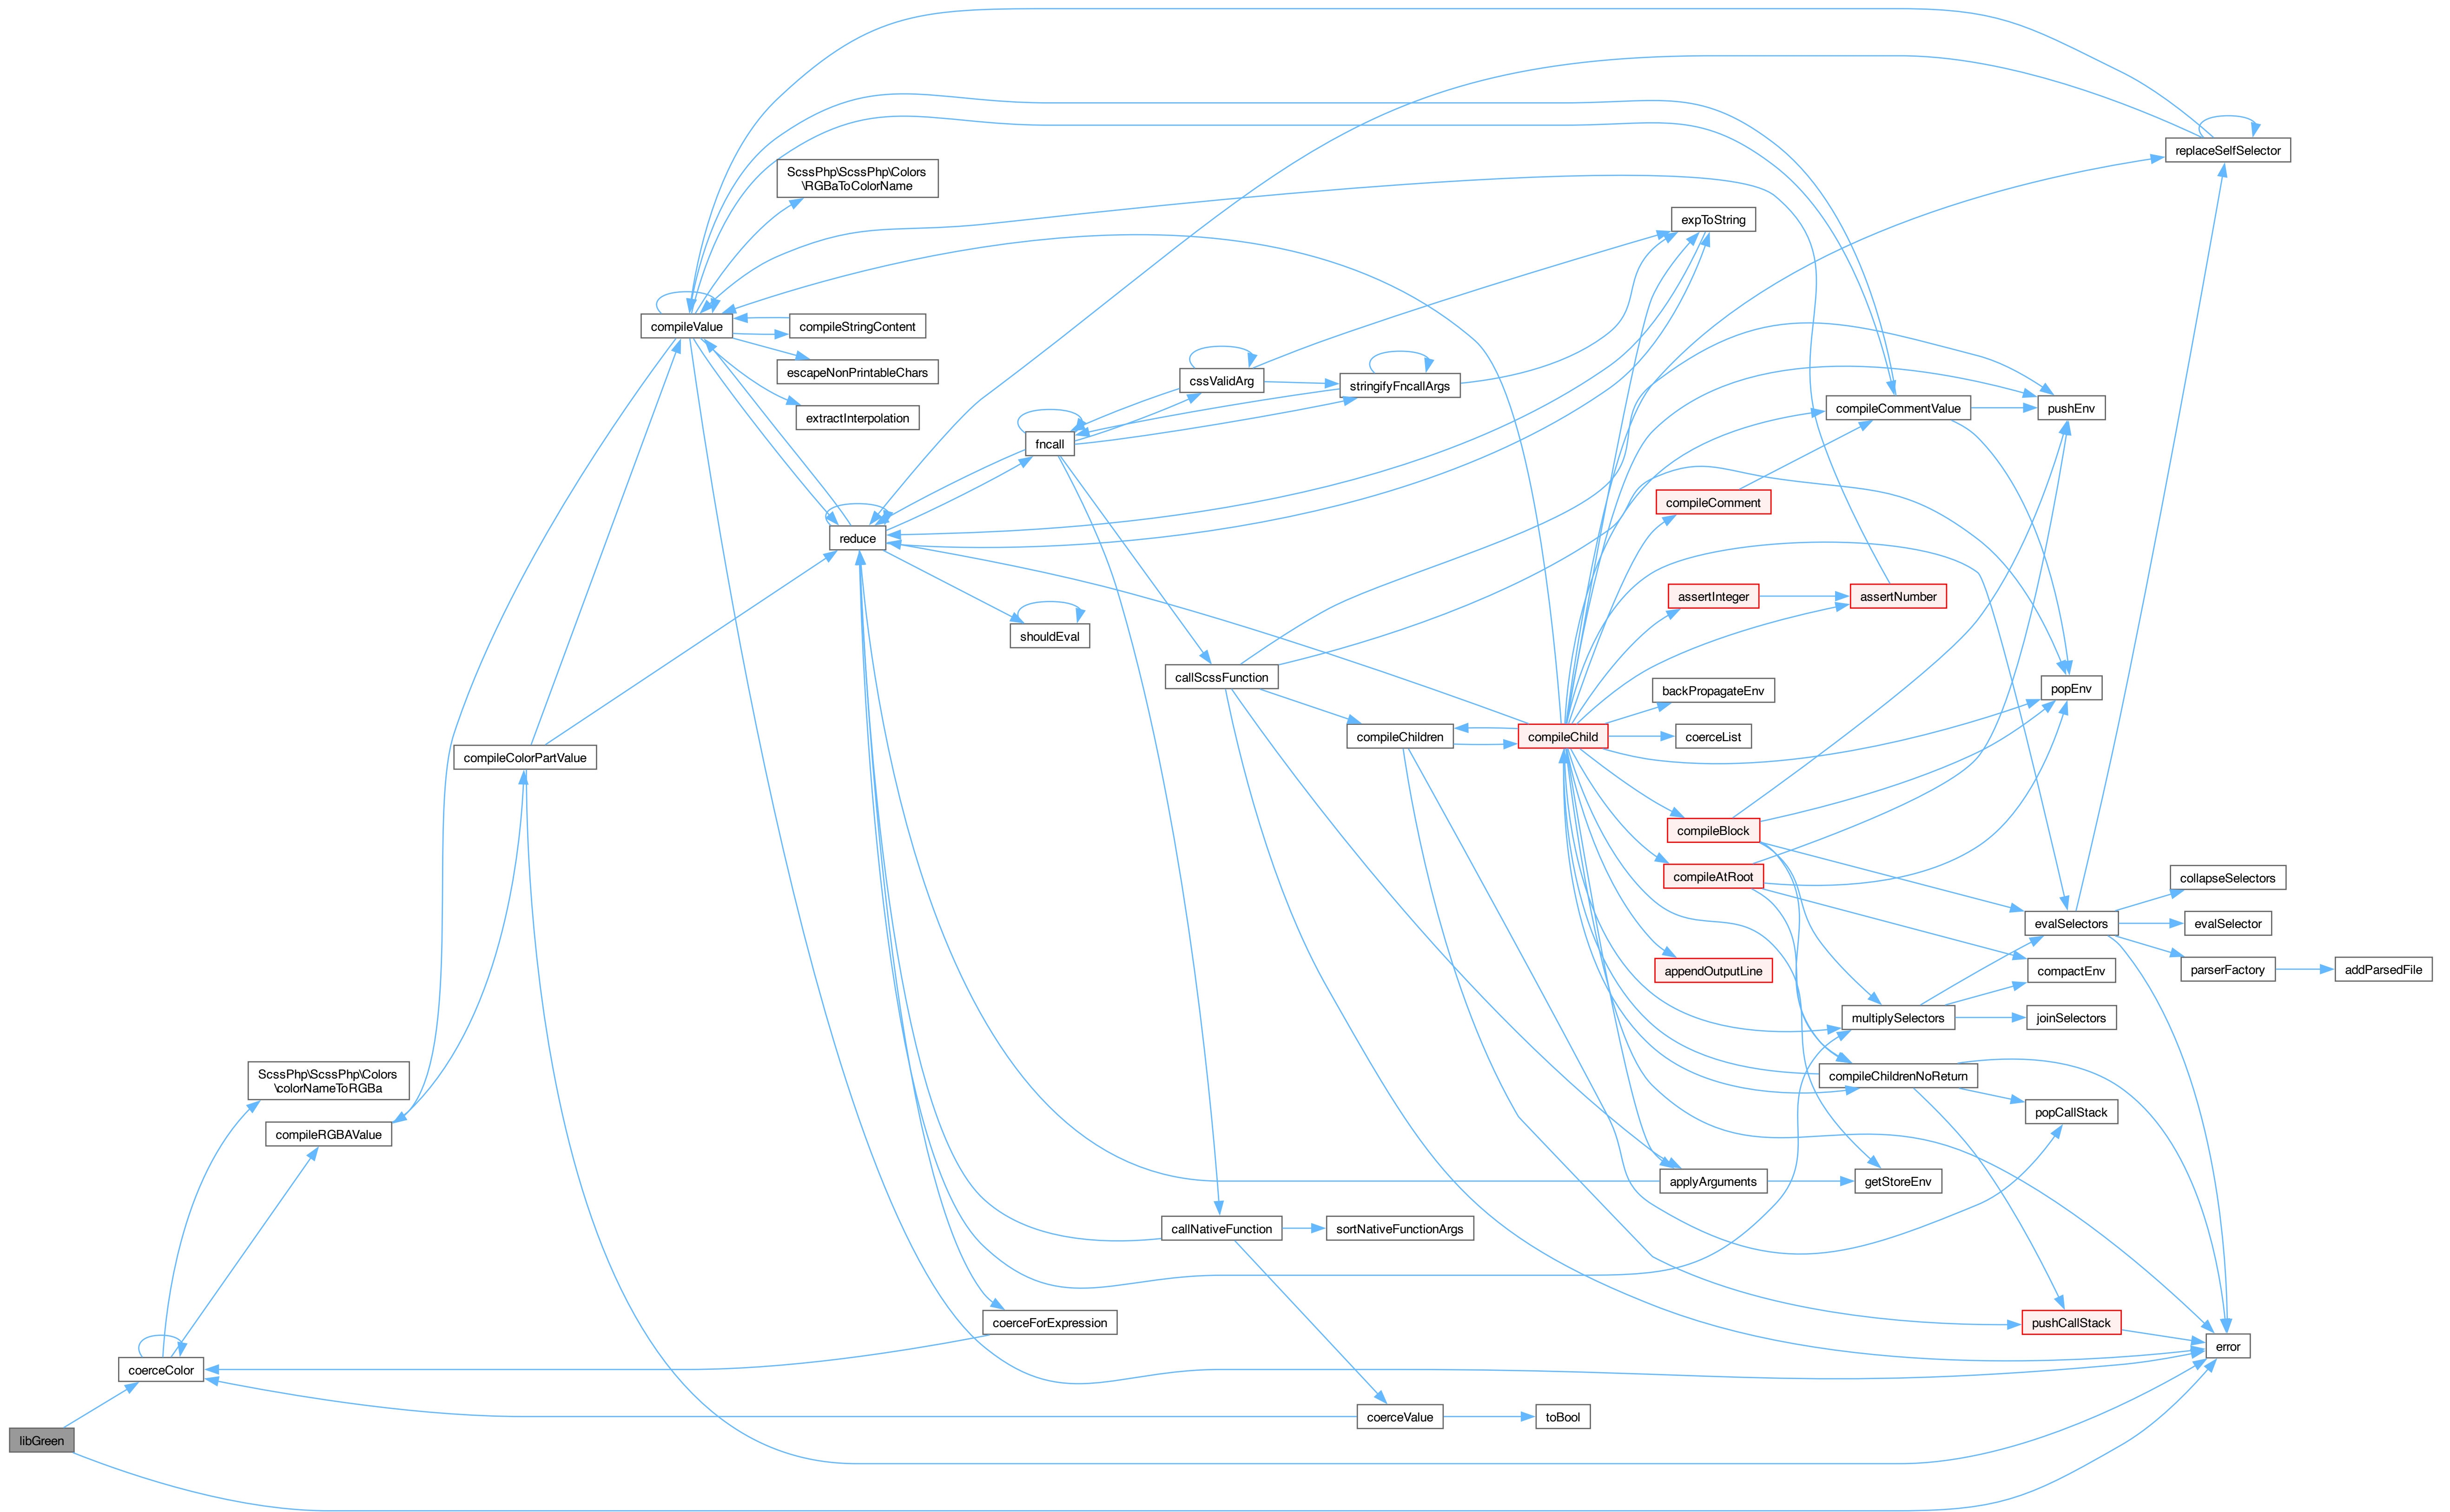 replaceSelfSelector
ScssPhp\ScssPhp\Colors
\RGBaToColorName
expToString
compileValue
compileStringContent
escapeNonPrintableChars
cssValidArg
stringifyFncallArgs
extractInterpolation
compileCommentValue
pushEnv
fncall
compileComment
reduce
assertInteger
assertNumber
shouldEval
callScssFunction
backPropagateEnv
popEnv
compileColorPartValue
compileChildren
compileChild
coerceList
compileBlock
compileAtRoot
collapseSelectors
evalSelectors
evalSelector
appendOutputLine
compactEnv
parserFactory
addParsedFile
multiplySelectors
joinSelectors
ScssPhp\ScssPhp\Colors
\colorNameToRGBa
compileChildrenNoReturn
popCallStack
compileRGBAValue
applyArguments
getStoreEnv
callNativeFunction
sortNativeFunctionArgs
coerceForExpression
pushCallStack
error
coerceColor
coerceValue
toBool
libGreen